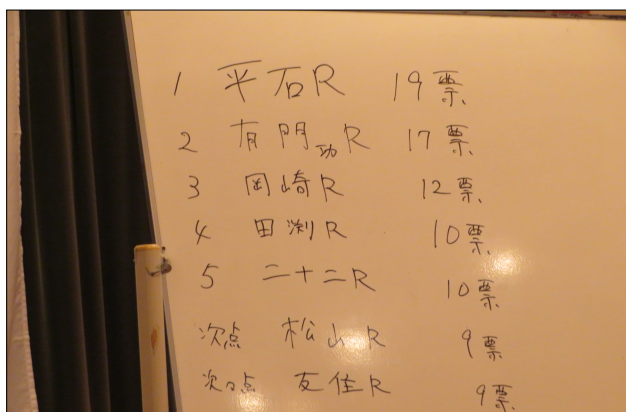 1 平石R 19票
2 有門功R 17票
3 岡崎R 12票
4 田渕R 10票
5 二十二R 10票
次点 松山R 9票
次々点 友住R 9票